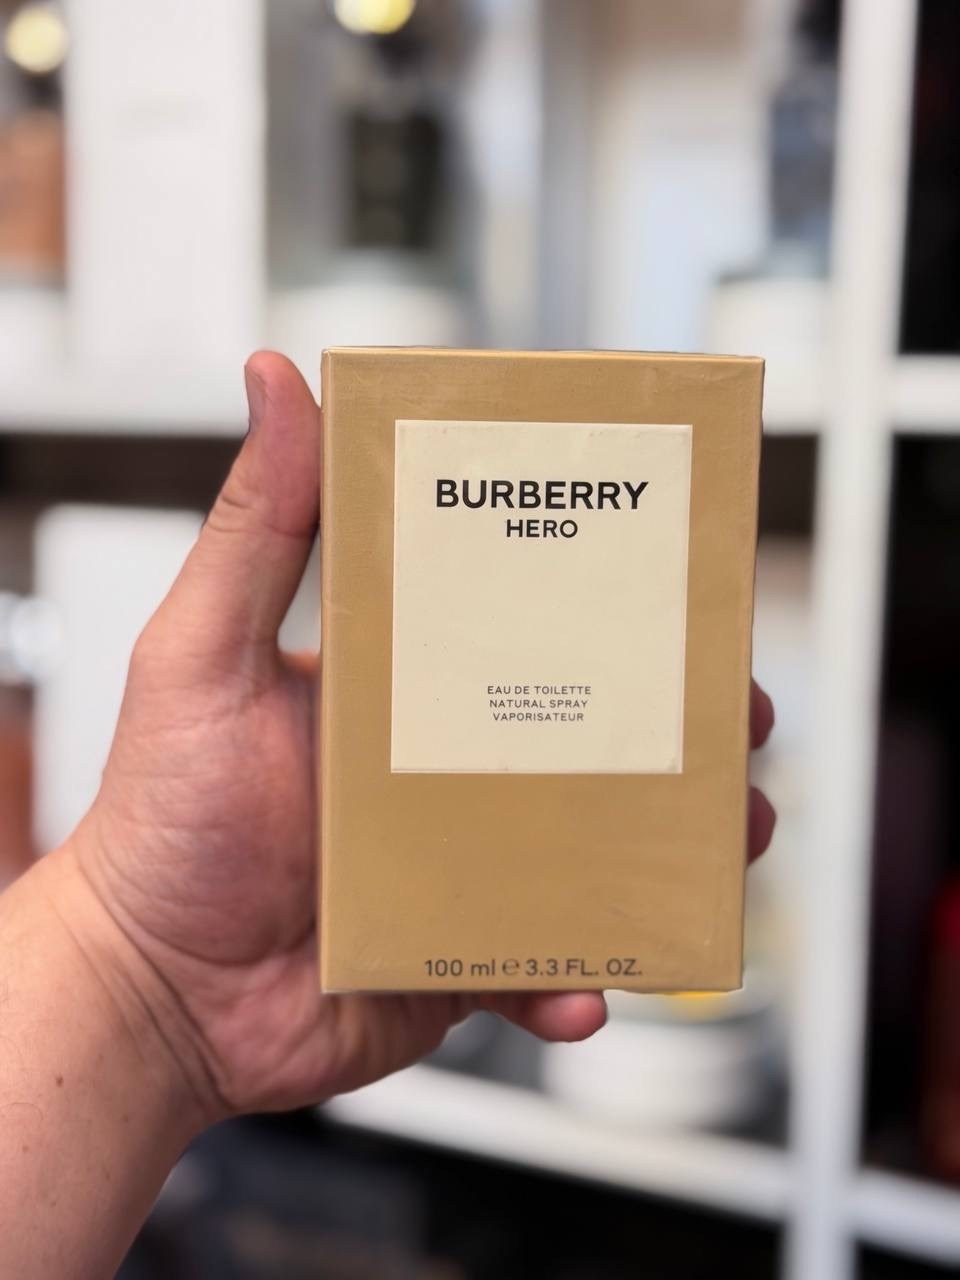 BURBERRY
HERO
EAU DE TOILETTE
NATURAL SPRAY
VAPORISATEUR
100 ml ℮ 3.3 FL. OZ.